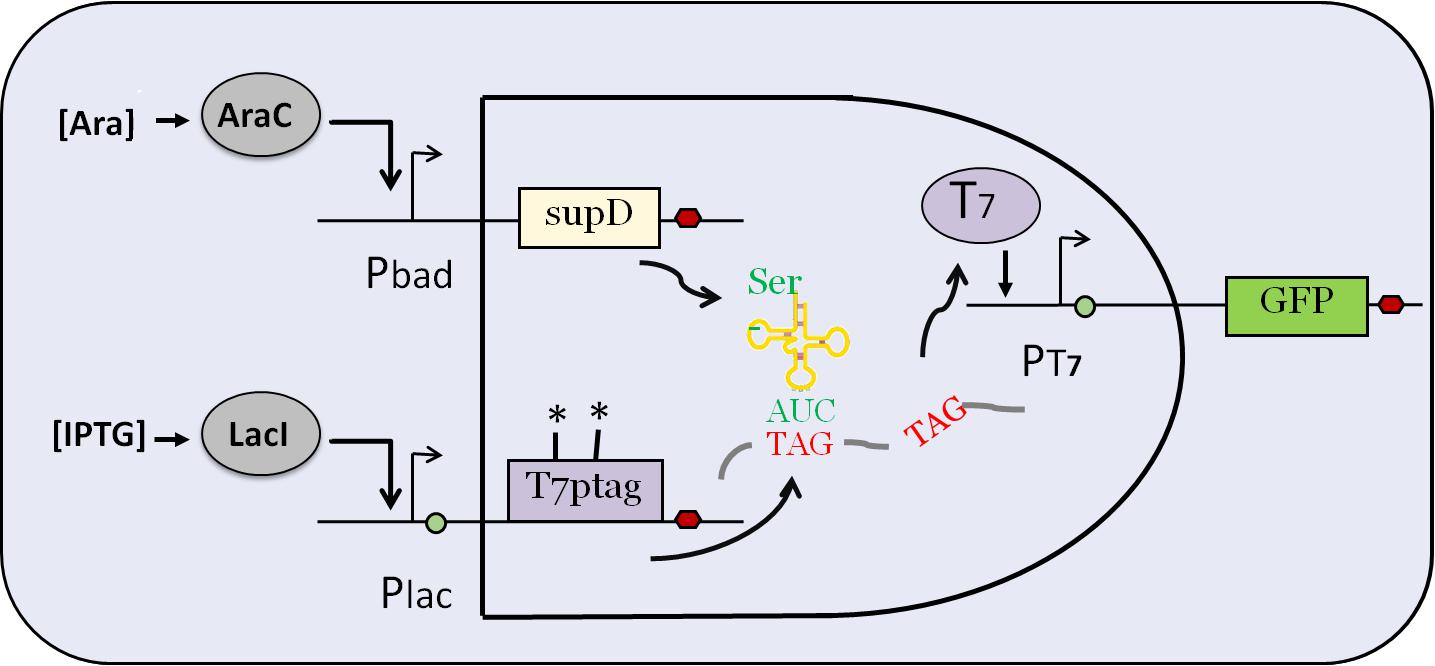 [Ara]
AraC
Pbad
supD
Ser
AUC
TAG
TAG
T7
PT7
GFP
[IPTG]
LacI
Plac
* *
T7ptag